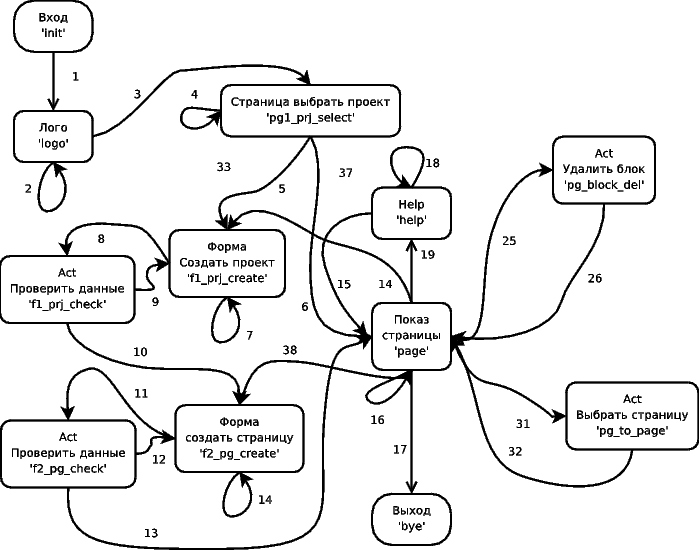 Вход
'init'
1
3
4
Страница выбрать проект
'pg1_prj_select'
Лого
'logo'
2
33
5
37
18
Act
Удалить блок
'pg_block_del'
Help
'help'
8
Форма
Создать проект
'f1_prj_create'
25
26
19
Act
Проверить данные
'f1_prj_check'
9
15
14
6
7
Показ
страницы
'page'
10
38
11
16
Act
Выбрать страницу
'pg_to_page'
31
32
Форма
создать страницу
'f2_pg_create'
Act
Проверить данные
'f2_pg_check'
12
17
14
13
Выход
'bye'